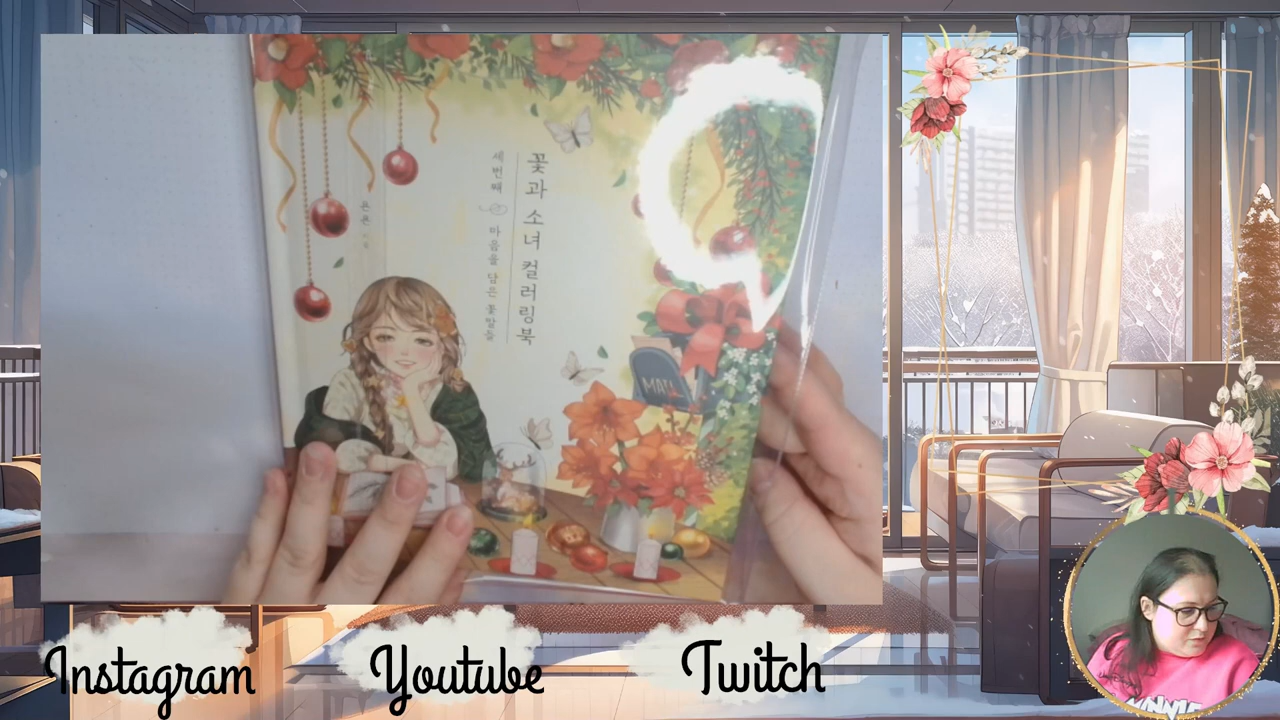 꽃과 소녀 컬러링북
세번째
마음을 담은 꽃말들
MAIL
Instagram
Youtube
Twitch